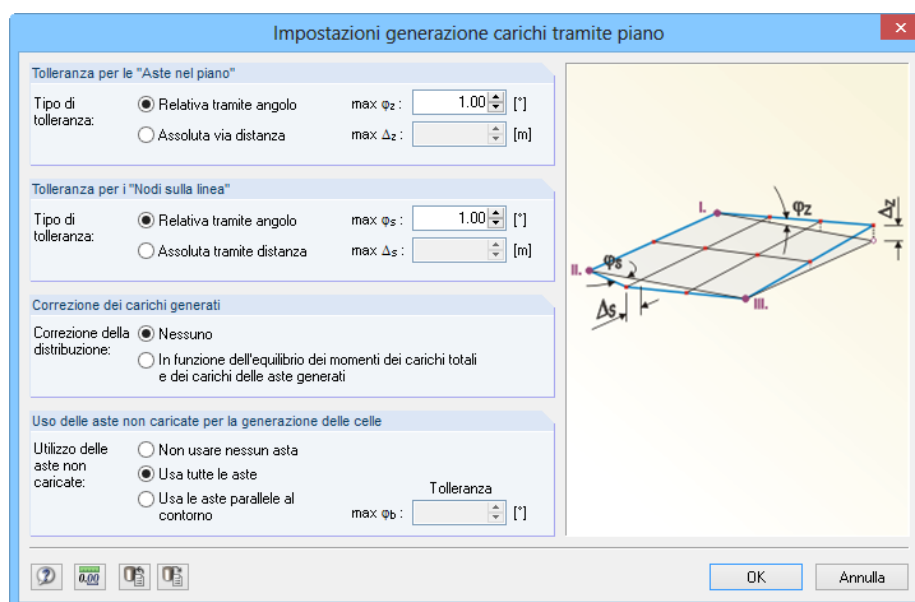 Impostazioni generazione carichi tramite piano
Tolleranza per le "Aste nel piano"
Tipo di
tolleranza:
Relativa tramite angolo
max φz :
1.00
[°]
Assoluta via distanza
max Δz :
[m]
Tolleranza per i "Nodi sulla linea"
Tipo di
tolleranza:
Relativa tramite angolo
max φs :
1.00
[°]
Assoluta tramite distanza
max Δs :
[m]
Correzione dei carichi generati
Correzione della
distribuzione:
Nessuno
In funzione dell'equilibrio dei momenti dei carichi totali
e dei carichi delle aste generati
Uso delle aste non caricate per la generazione delle celle
Utilizzo delle
aste non
caricate:
Non usare nessun asta
Usa tutte le aste
Usa le aste parallele al
contorno
Tolleranza
max φb :
[°]
I.
φz
Δz
II.
φs
Δs
III.
0.00
OK
Annulla